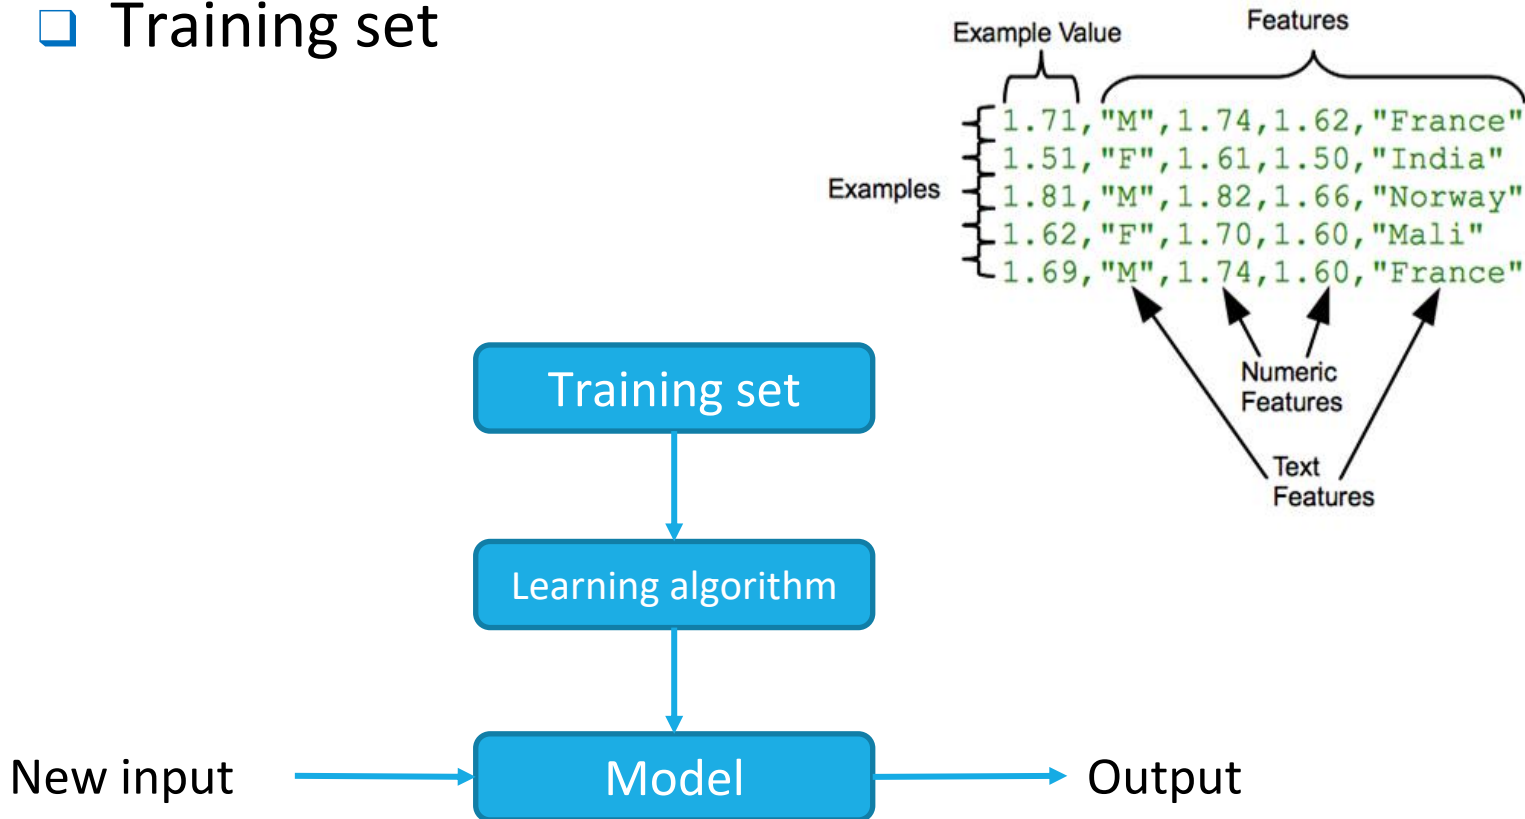 ❑ Training set
Example Value
Features
1.71,"M",1.74,1.62,"France"
1.51,"F",1.61,1.50,"India"
Examples
1.81,"M",1.82,1.66,"Norway"
1.62,"F",1.70,1.60,"Mali"
1.69,"M",1.74,1.60,"France"
Numeric
Features
Text
Features
Training set
Learning algorithm
New input
Model
Output